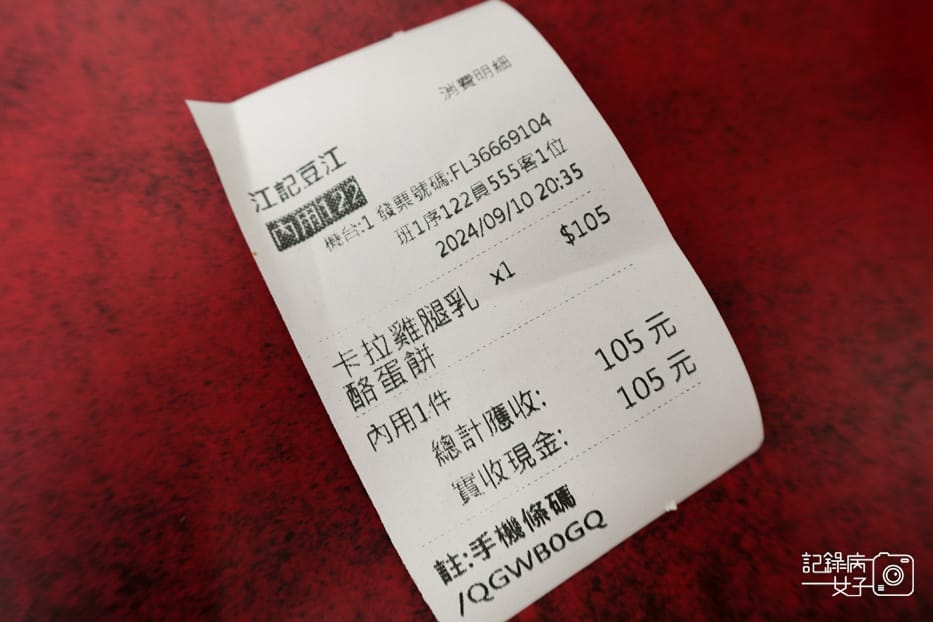 消費明細
江記豆江
內用122
機台:1 發票號碼:FL36669104
班1序122員555客1位
2024/09/10 20:35
卡拉雞腿乳 x1 $105
酪蛋餅
內用1件
總計應收: 105 元
實收現金: 105 元
註:手機條碼
/QGWB0GQ
記錄病
女子